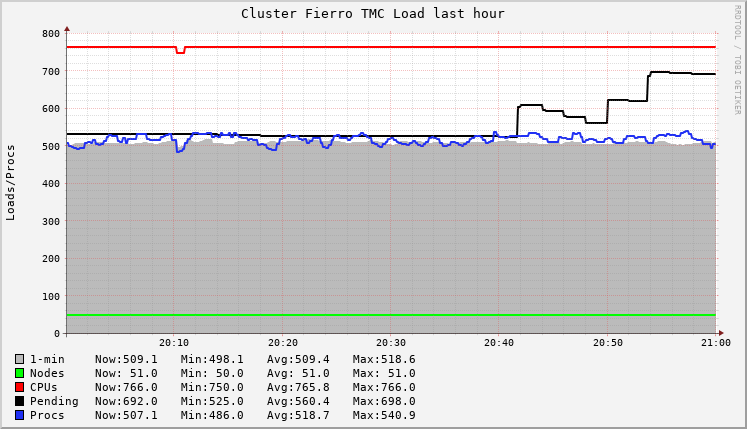 Cluster Fierro TMC Load last hour
RRDTOOL / TOBI OETIKER
Loads/Procs
800
700
600
500
400
300
200
100
0
20:10 20:20 20:30 20:40 20:50 21:00
1-min Now:509.1 Min:498.1 Avg:509.4 Max:518.6
Nodes Now: 51.0 Min: 50.0 Avg: 51.0 Max: 51.0
CPUs Now:766.0 Min:750.0 Avg:765.8 Max:766.0
Pending Now:692.0 Min:525.0 Avg:560.4 Max:698.0
Procs Now:507.1 Min:486.0 Avg:518.7 Max:540.9